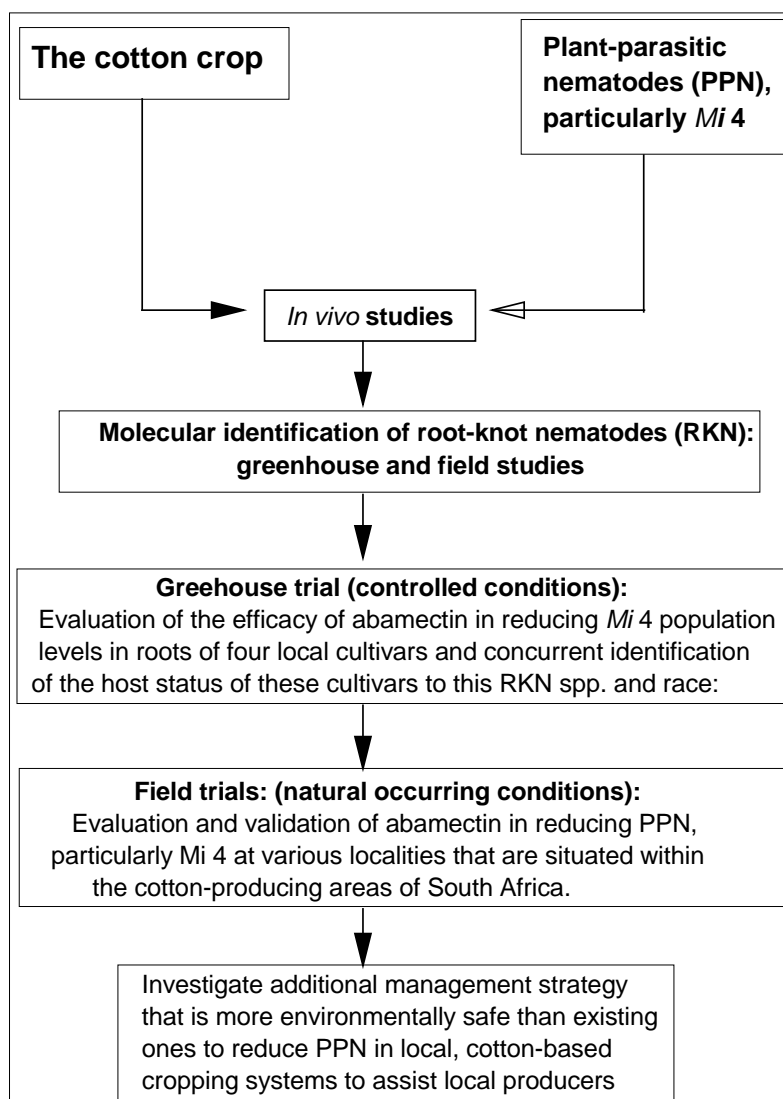 The cotton crop
Plant-parasitic
nematodes (PPN),
particularly Mi 4
In vivo studies
Molecular identification of root-knot nematodes (RKN):
greenhouse and field studies
Greehouse trial (controlled conditions):
Evaluation of the efficacy of abamectin in reducing Mi 4 population
levels in roots of four local cultivars and concurrent identification
of the host status of these cultivars to this RKN spp. and race:
Field trials: (natural occurring conditions):
Evaluation and validation of abamectin in reducing PPN,
particularly Mi 4 at various localities that are situated within
the cotton-producing areas of South Africa.
Investigate additional management strategy
that is more environmentally safe than existing
ones to reduce PPN in local, cotton-based
cropping systems to assist local producers